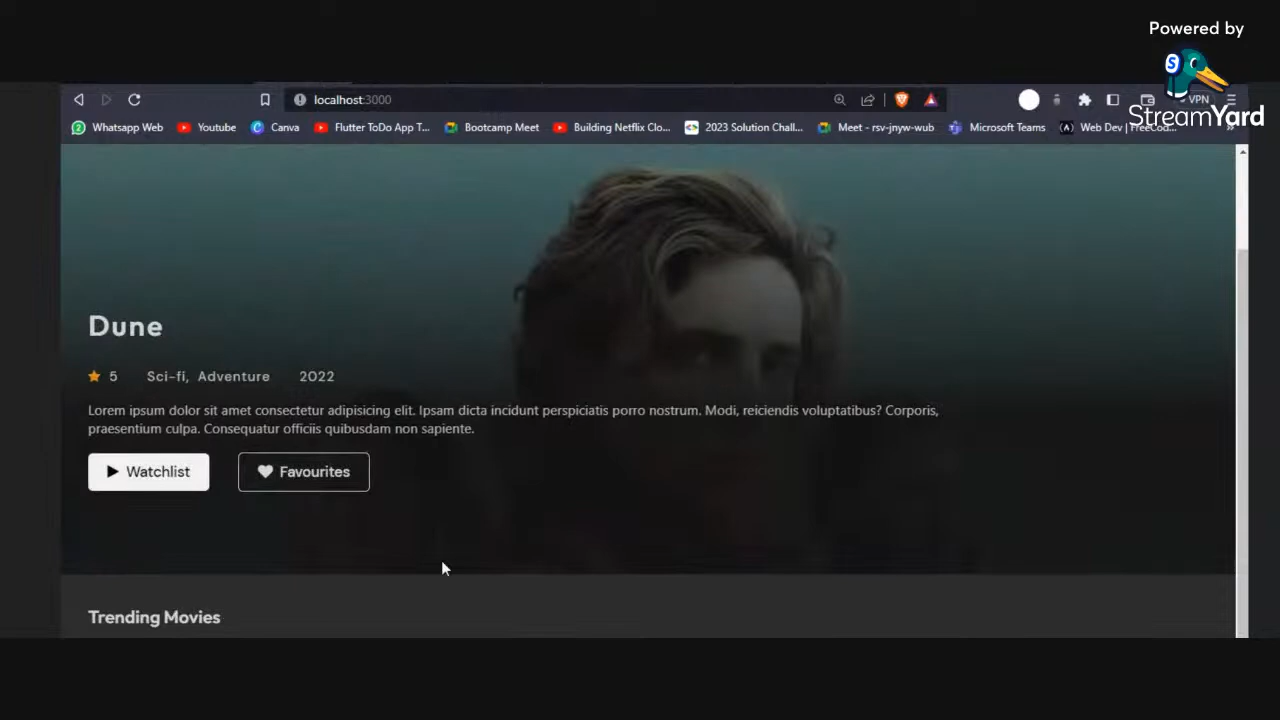 Powered by
S
StreamYard
localhost:3000
VPN
Whatsapp Web
Youtube
Canva
Flutter ToDo App T...
Bootcamp Meet
Building Netflix Clo...
2023 Solution Chall...
Meet - rsv-jnyw-wub
Microsoft Teams
(A) Web Dev | FreeCod...
Dune
5 Sci-fi, Adventure 2022
Lorem ipsum dolor sit amet consectetur adipisicing elit. Ipsam dicta incidunt perspiciatis porro nostrum. Modi, reiciendis voluptatibus? Corporis,
praesentium culpa. Consequatur officiis quibusdam non sapiente.
Watchlist
Favourites
Trending Movies